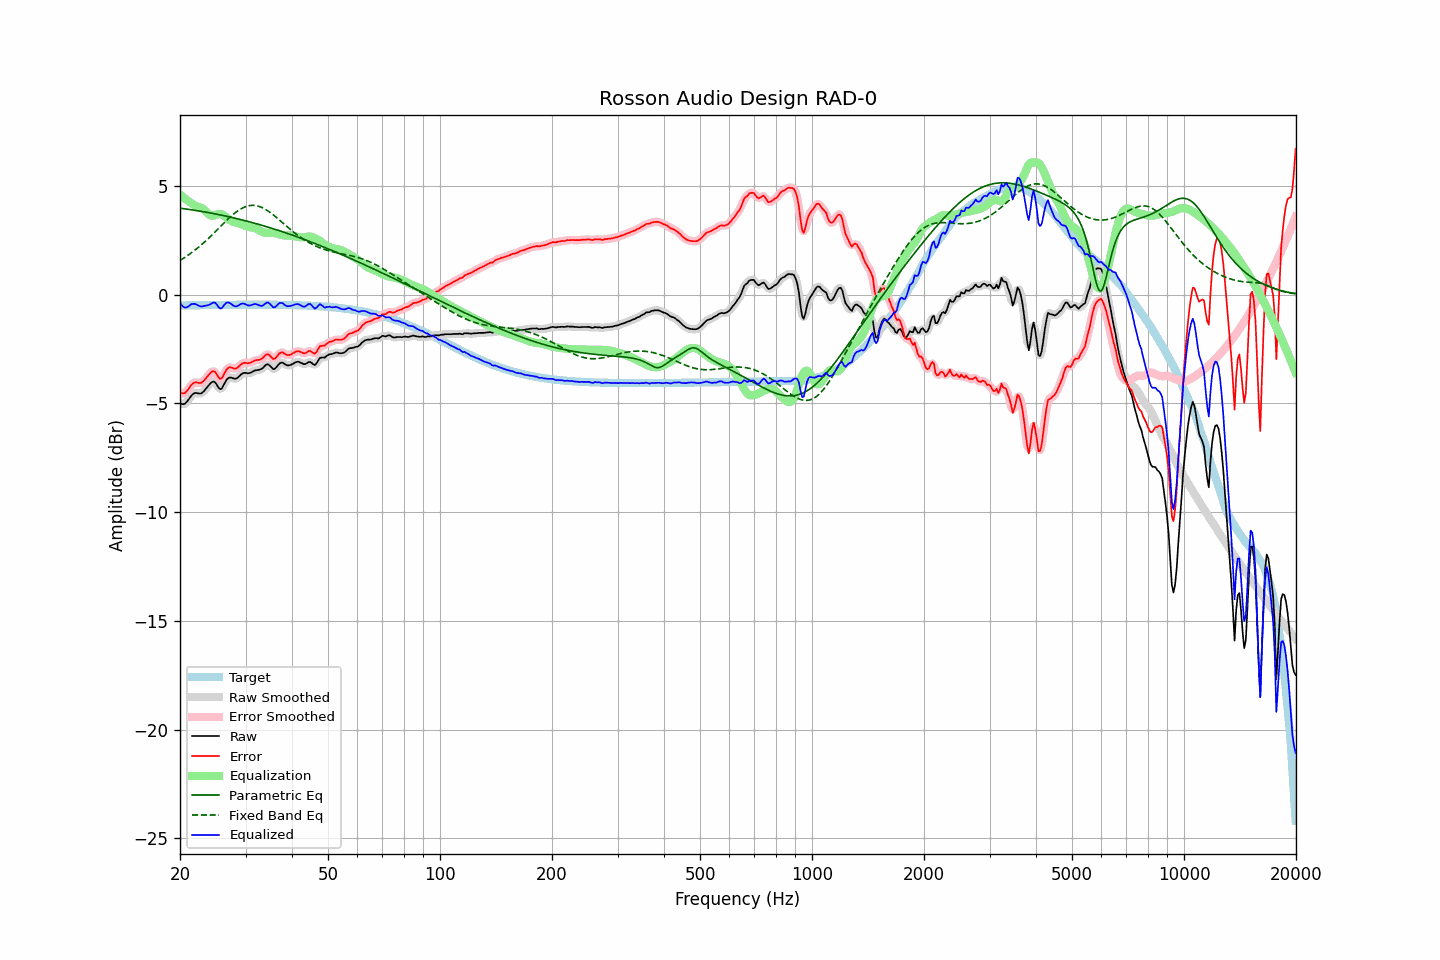 Rosson Audio Design RAD-0
Amplitude (dBr)
5
0
−5
−10
−15
−20
−25
Target
Raw Smoothed
Error Smoothed
Raw
Error
Equalization
Parametric Eq
Fixed Band Eq
Equalized
20 50 100 200 500 1000 2000 5000 10000 20000
Frequency (Hz)